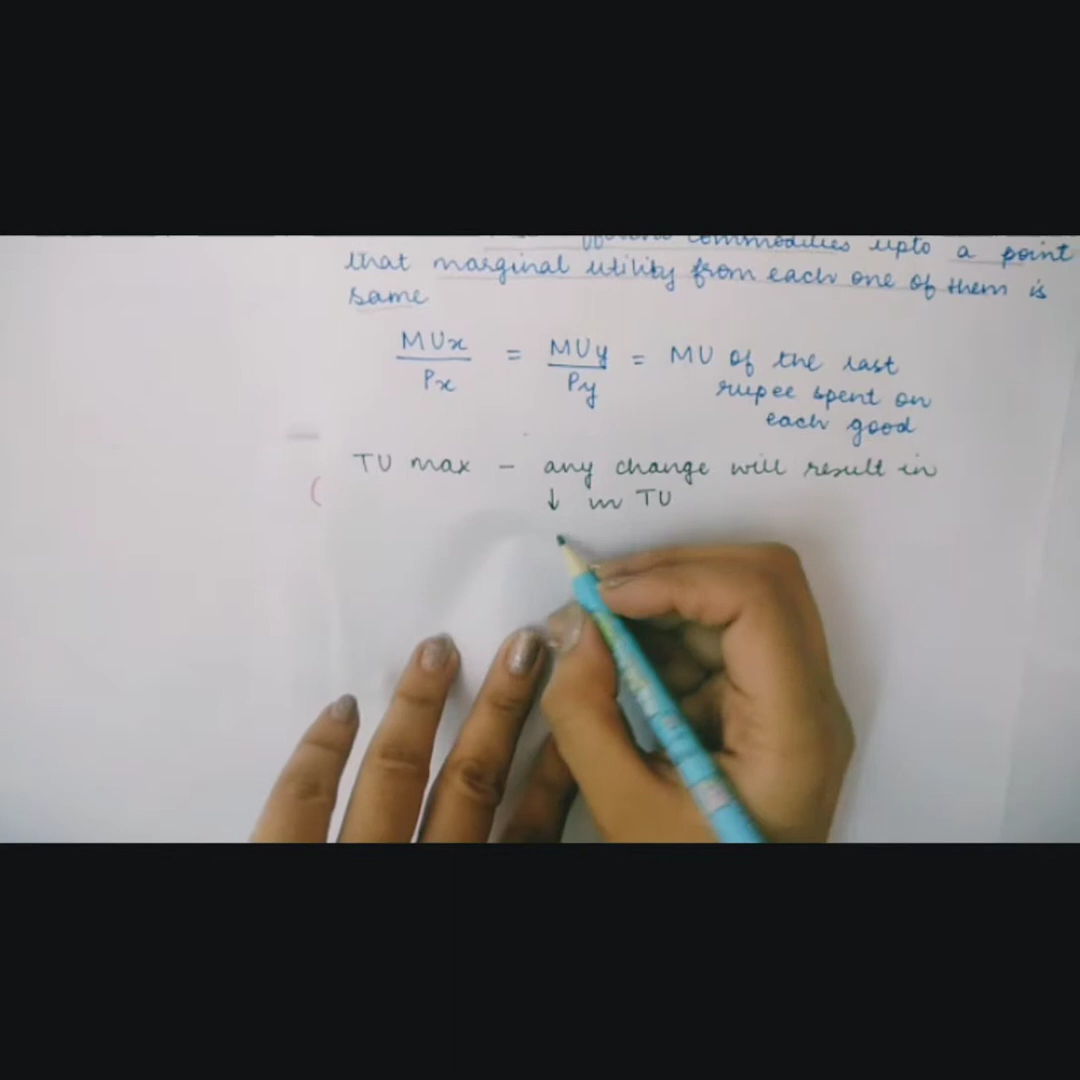 commodities upto a point
that marginal utility from each one of them is
same
MUx / Px = MUy / Py = MU of the last
rupee spent on
each good
TU max – any change will result in
↓ in TU